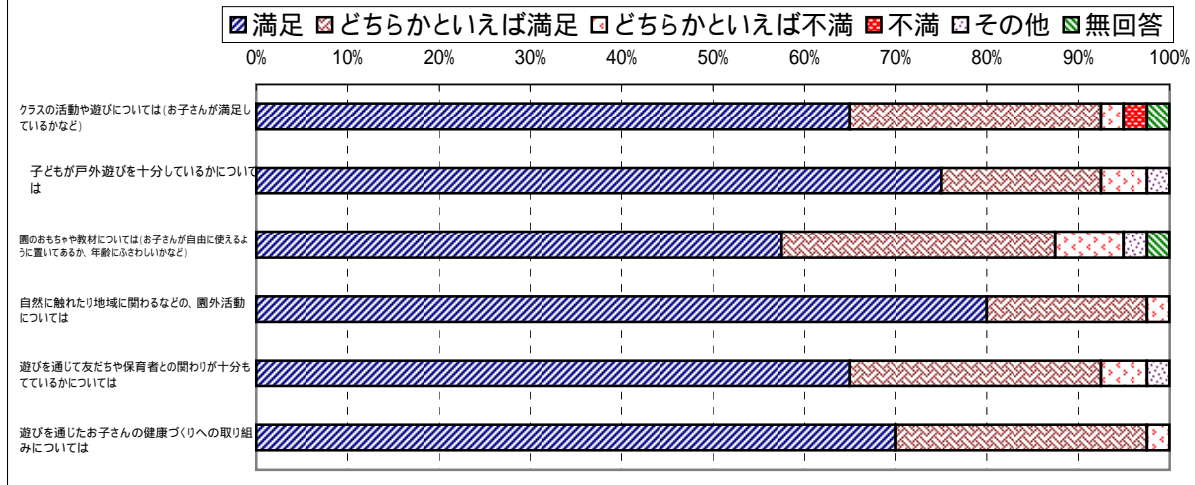 満足 どちらかといえば満足 どちらかといえば不満 不満 その他 無回答
0% 10% 20% 30% 40% 50% 60% 70% 80% 90% 100%
クラスの活動や遊びについては(お子さんが満足し
ているかなど)
子どもが戸外遊びを十分しているかについて
は
園のおもちゃや教材については(お子さんが自由に使えるよ
うに置いてあるか、年齢にふさわしいかなど)
自然に触れたり地域に関わるなどの、園外活動
については
遊びを通じて友だちや保育者との関わりが十分も
てているかについては
遊びを通じたお子さんの健康づくりへの取り組
みについては